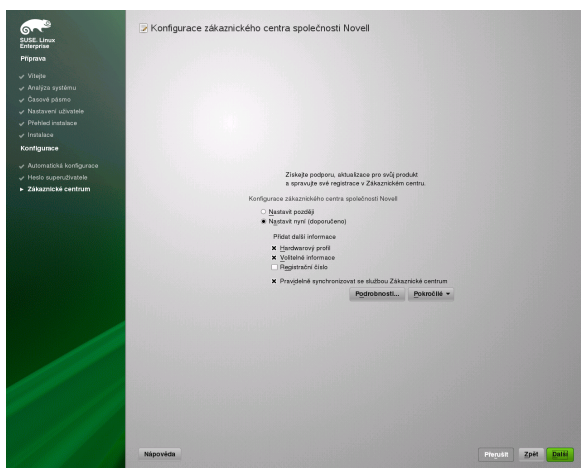 SUSE. Linux
Enterprise
Příprava
Vítejte
Analýza systému
Časové pásmo
Nastavení uživatele
Přehled instalace
Instalace
Konfigurace
Automatická konfigurace
Heslo superuživatele
Zákaznické centrum
Konfigurace zákaznického centra společnosti Novell
Získejte podporu, aktualizace pro svůj produkt
a spravujte své registrace v Zákaznickém centru.
Konfigurace zákaznického centra společnosti Novell
Nastavit později
Nastavit nyní (doporučeno)
Přidat další informace
Hardwarový profil
Volitelné informace
Registrační číslo
Pravidelně synchronizovat se službou Zákaznické centrum
Podrobnosti... Pokročilé
Nápověda Přerušit Zpět Další